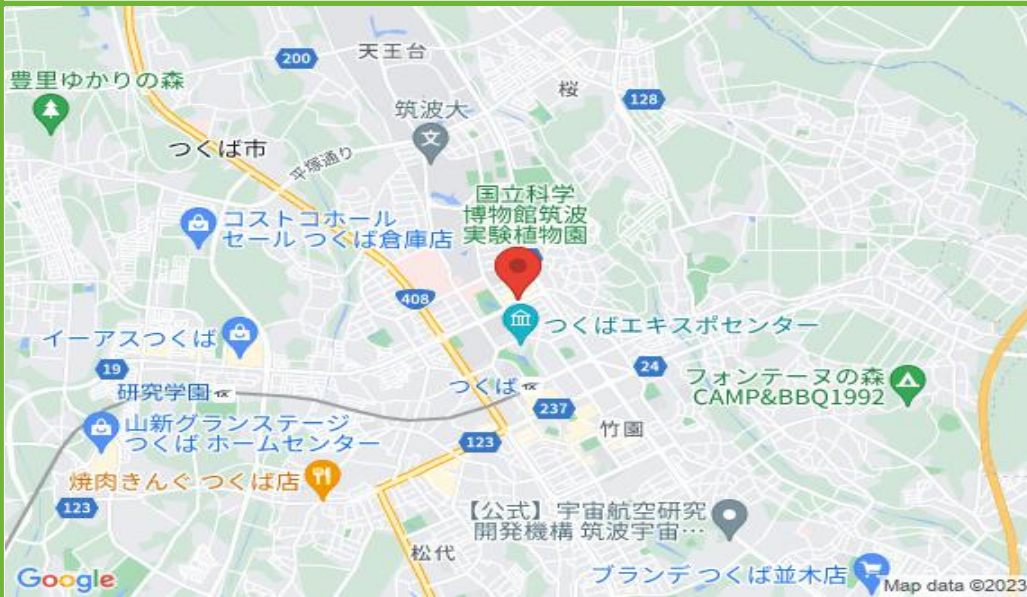 200
天王台
豊里ゆかりの森
桜
128
筑波大
文
つくば市
平塚通り
国立科学
博物館筑波
実験植物園
コストコホール
セール つくば倉庫店
408
つくばエキスポセンター
イーアスつくば
19
24
研究学園
つくば
フォンテーヌの森
CAMP&BBQ1992
237
山新グランステージ
つくば ホームセンター
123
竹園
焼肉きんぐ つくば店
123
【公式】宇宙航空研究
開発機構 筑波宇宙…
松代
ブランデ つくば並木店
Google
Map data ©2023